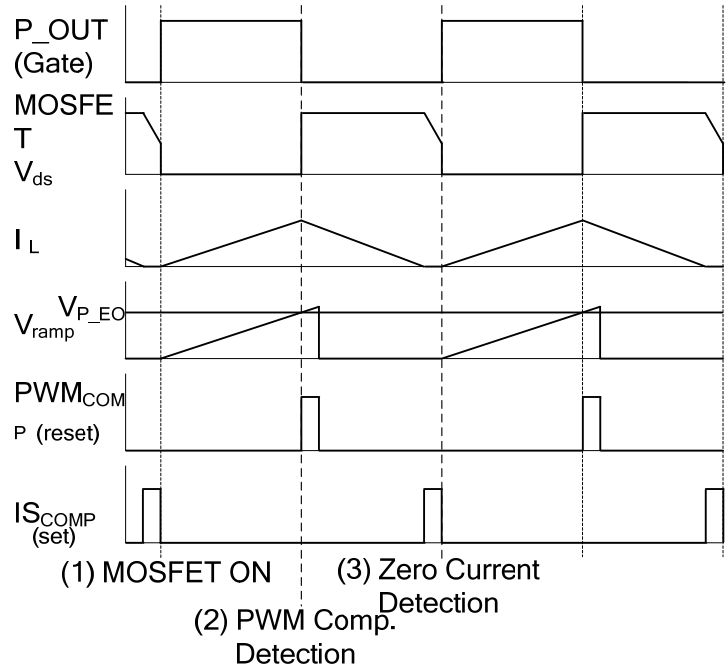 P_OUT
(Gate)
MOSFE
T
Vds
IL
VP_EO
Vramp
PWMCOM
P (reset)
ISCOMP
(set)
(1) MOSFET ON
(3) Zero Current
Detection
(2) PWM Comp.
Detection